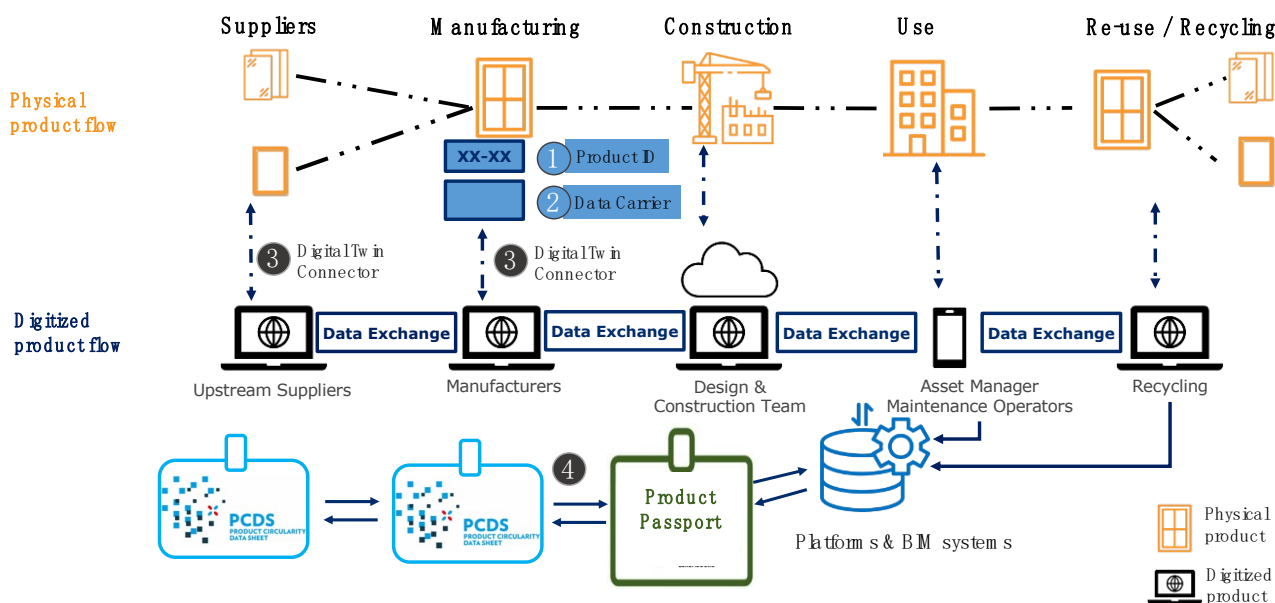 Suppliers
Manufacturing
Construction
Use
Re-use / Recycling
Physical
product flow
XX-XX
1
Product ID
2
Data Carrier
3
Digital Twin
Connector
3
Digital Twin
Connector
Digitized
product flow
Data Exchange
Data Exchange
Data Exchange
Data Exchange
Upstream Suppliers
Manufacturers
Design &
Construction Team
Asset Manager
Maintenance Operators
Recycling
PCDS
PRODUCT CIRCULARITY
DATA SHEET
PCDS
PRODUCT CIRCULARITY
DATA SHEET
4
Product
Passport
Platforms & BIM systems
Physical
product
Digitized
product